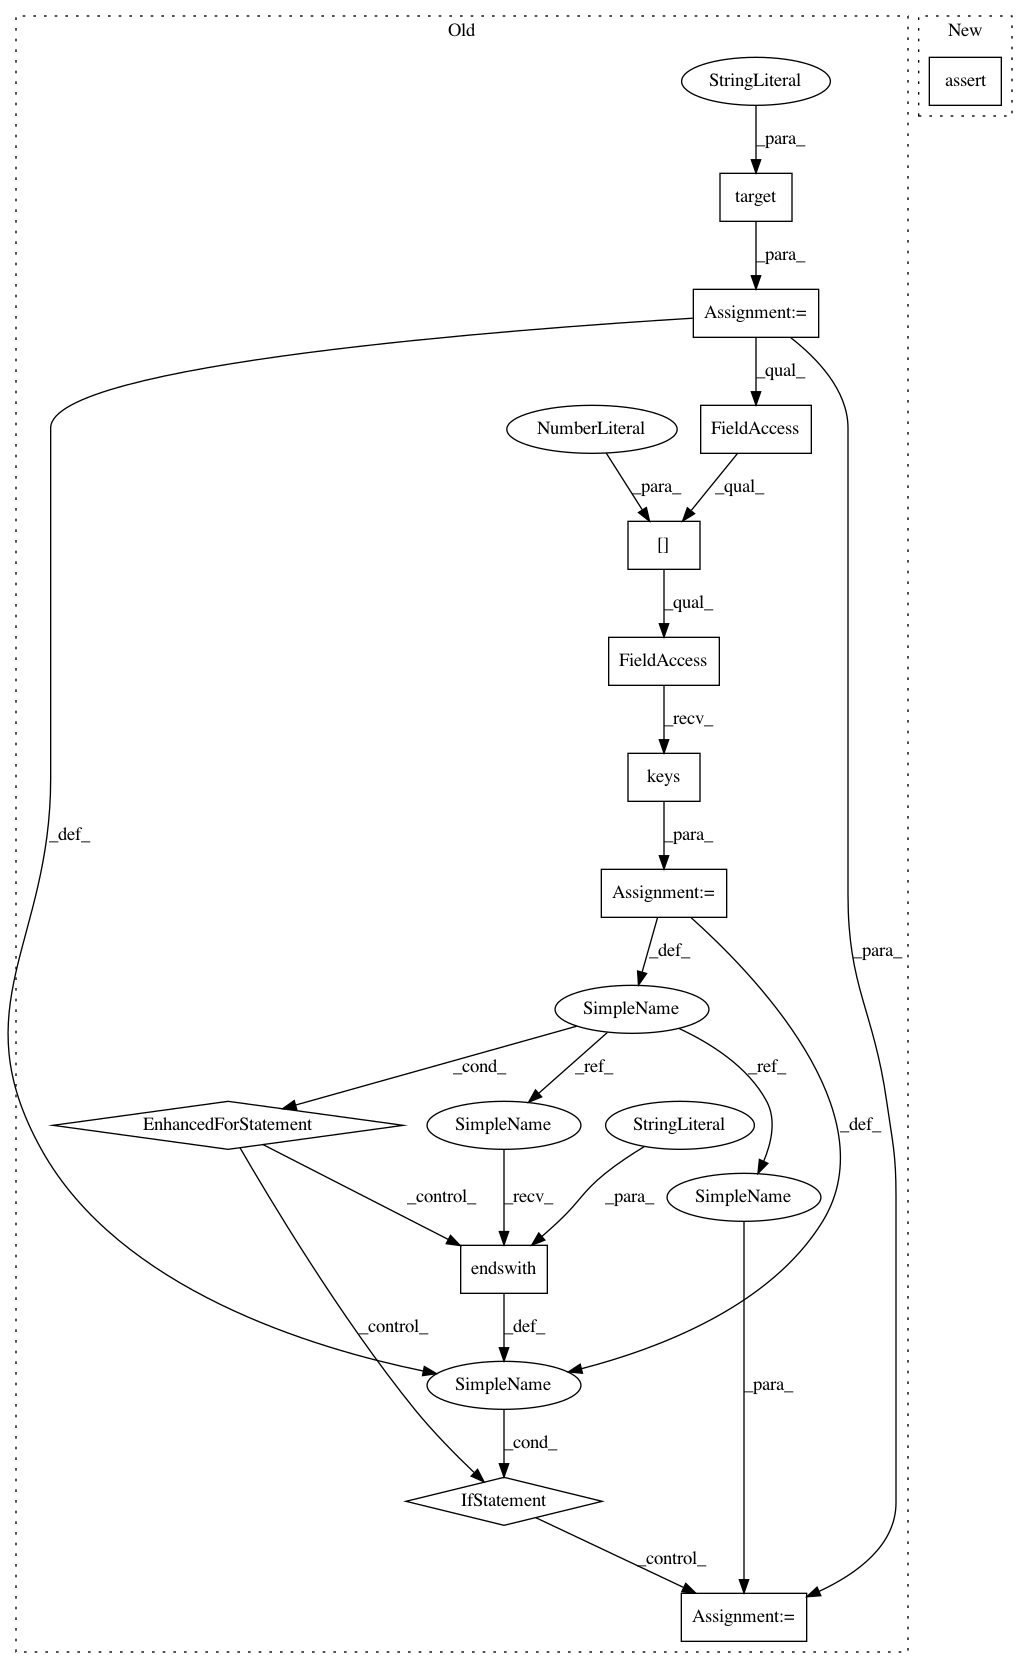 Old
New
StringLiteral
assert
_para_
target
_para_
Assignment:=
_qual_
NumberLiteral
FieldAccess
_para_
_qual_
[]
_qual_
FieldAccess
_recv_
keys
_def_
_para_
Assignment:=
_def_
_para_
SimpleName
_cond_
_ref_
_ref_
EnhancedForStatement
SimpleName
StringLiteral
_def_
_control_
_recv_
_para_
SimpleName
endswith
_control_
_def_
SimpleName
_para_
_cond_
IfStatement
_control_
Assignment:=